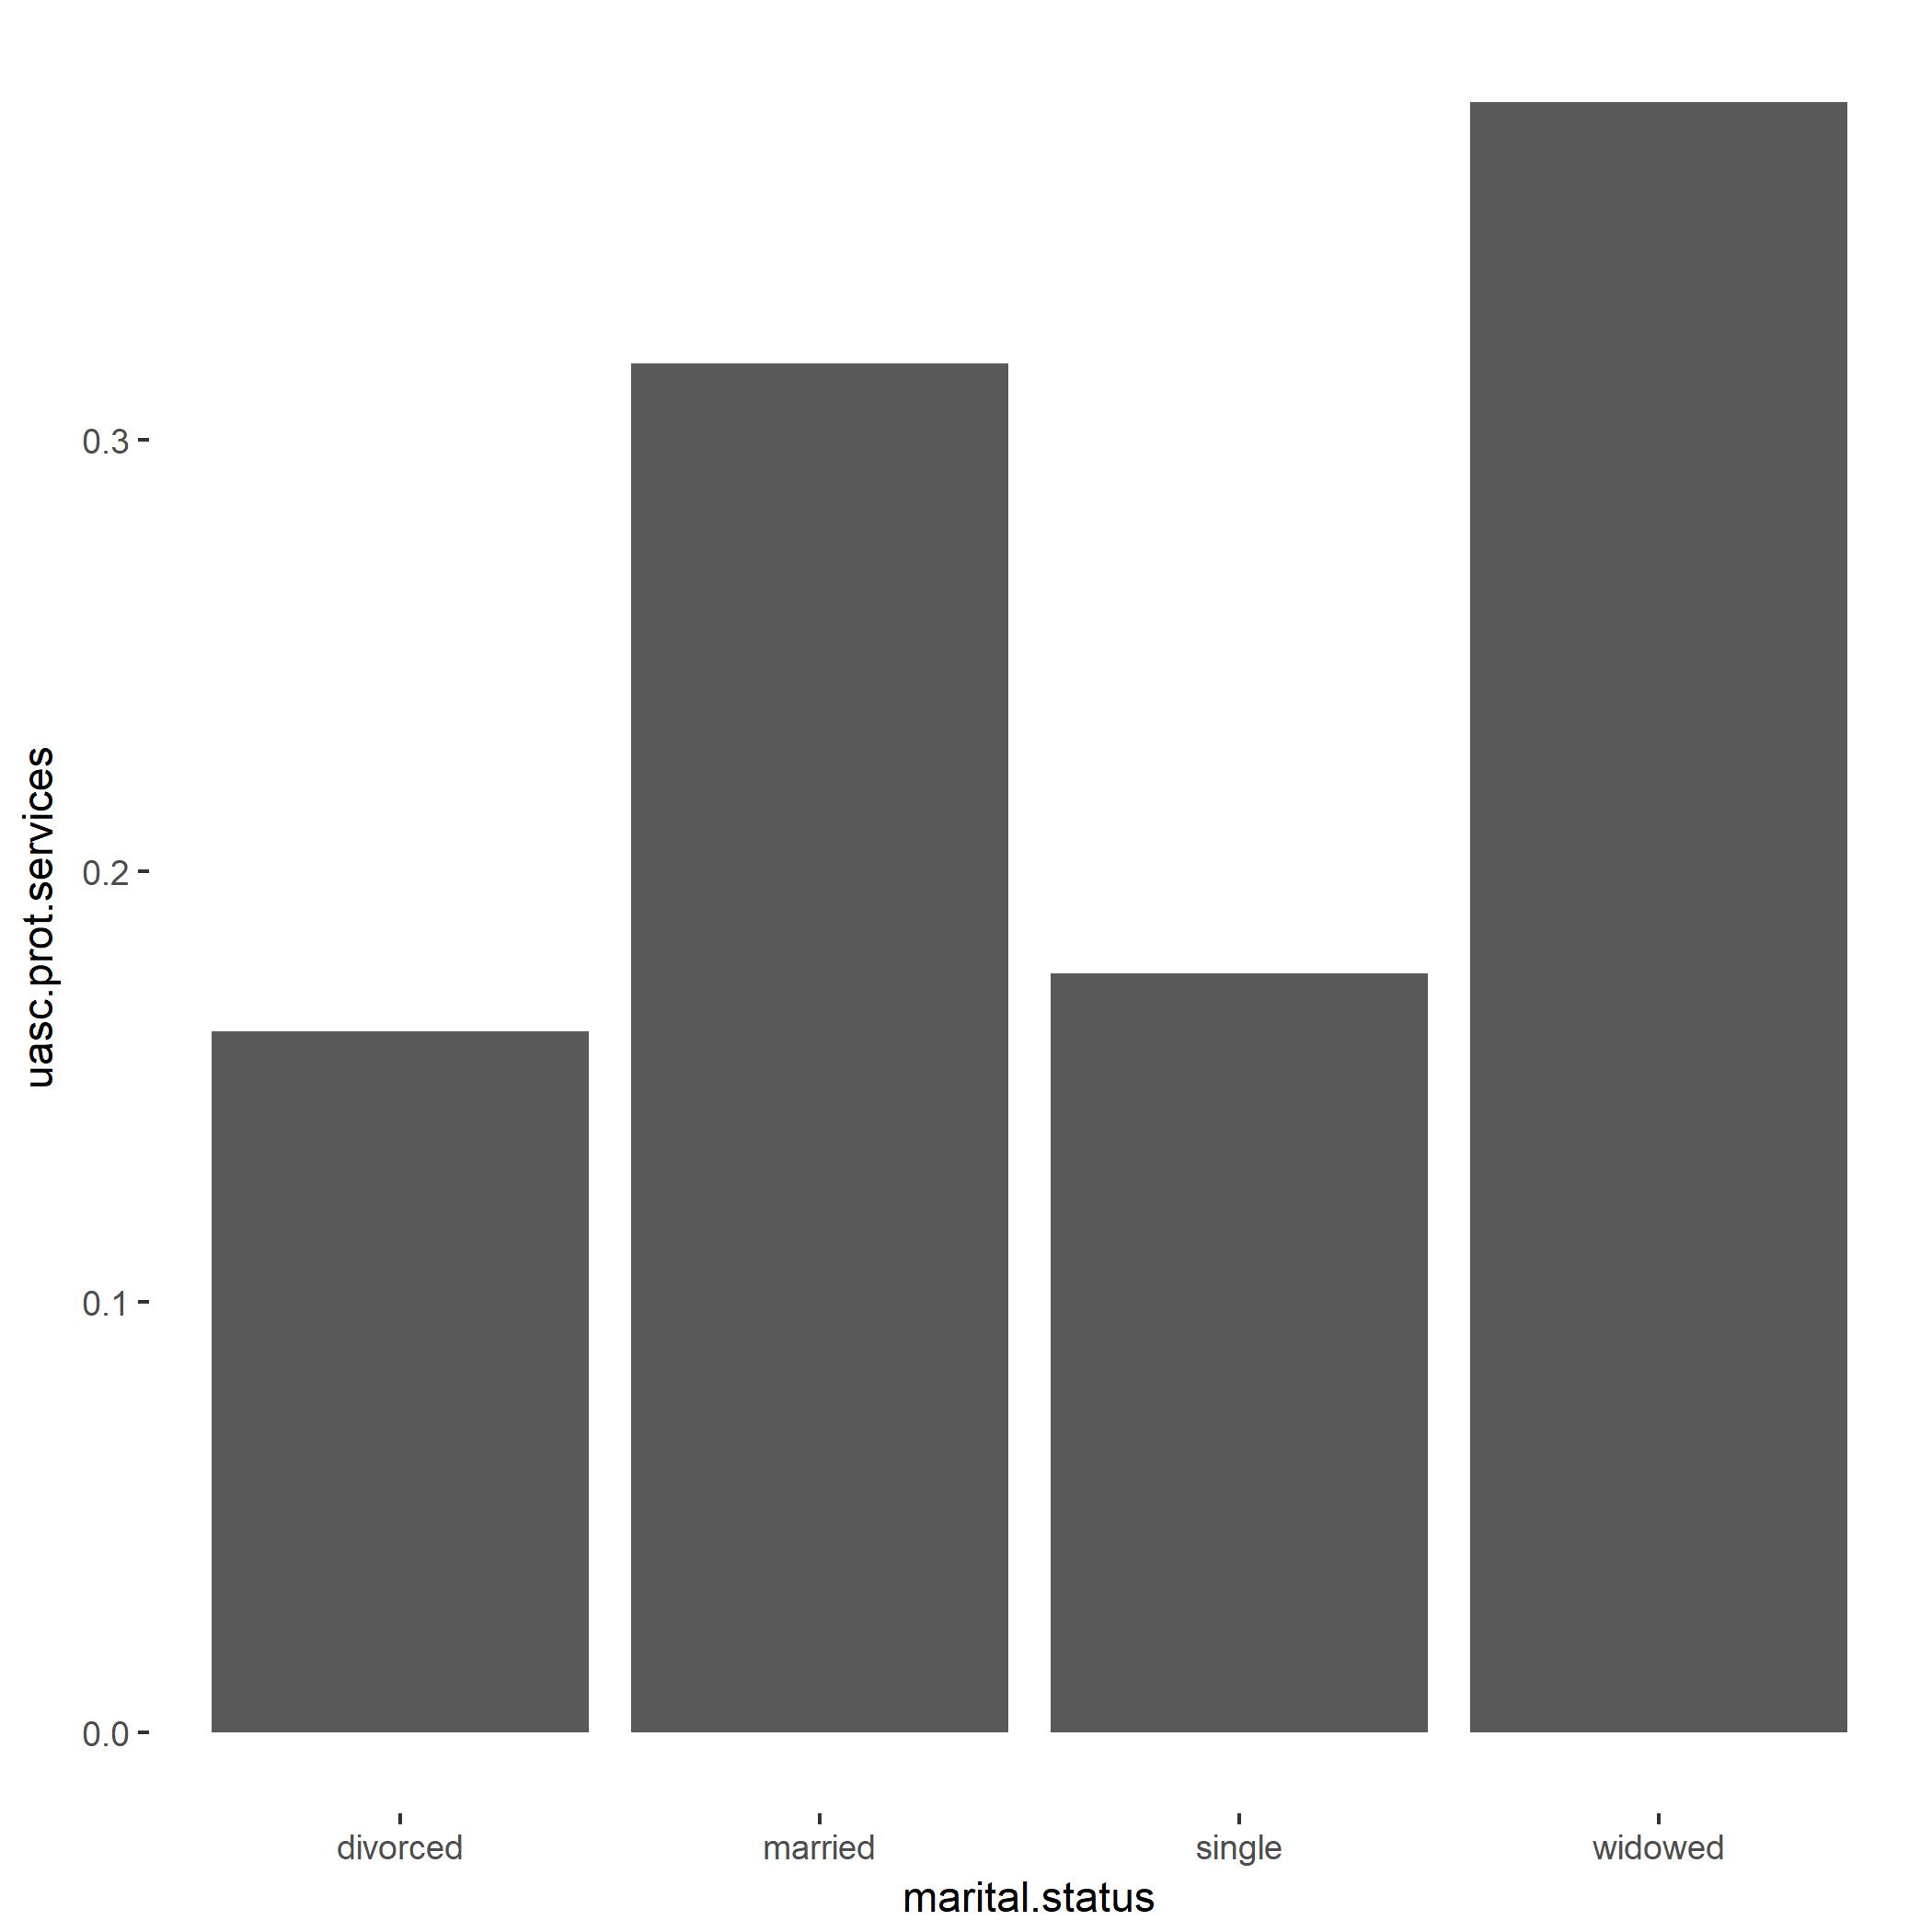 uasc.prot.services
0.3
0.2
0.1
0.0
divorced married single widowed
marital.status